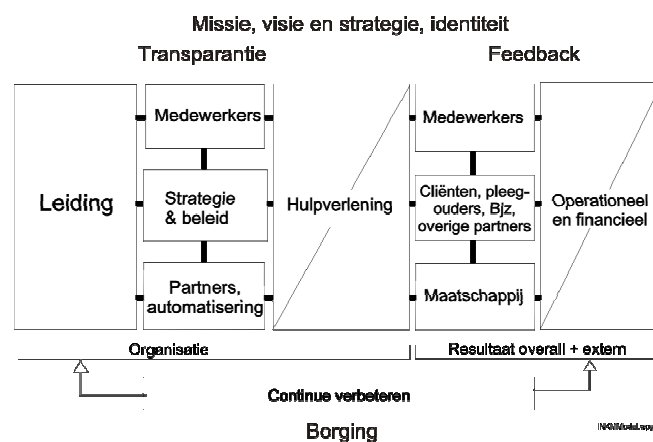 Missie, visie en strategie, identiteit
Transparantie
Feedback
Leiding
Medewerkers
Strategie
& beleid
Partners,
automatisering
Hulpverlening
Medewerkers
Cliënten, pleeg-
ouders, Bjz,
overige partners
Maatschappij
Operationeel
en financieel
Organisatie
Resultaat overall + extern
Continue verbeteren
Borging